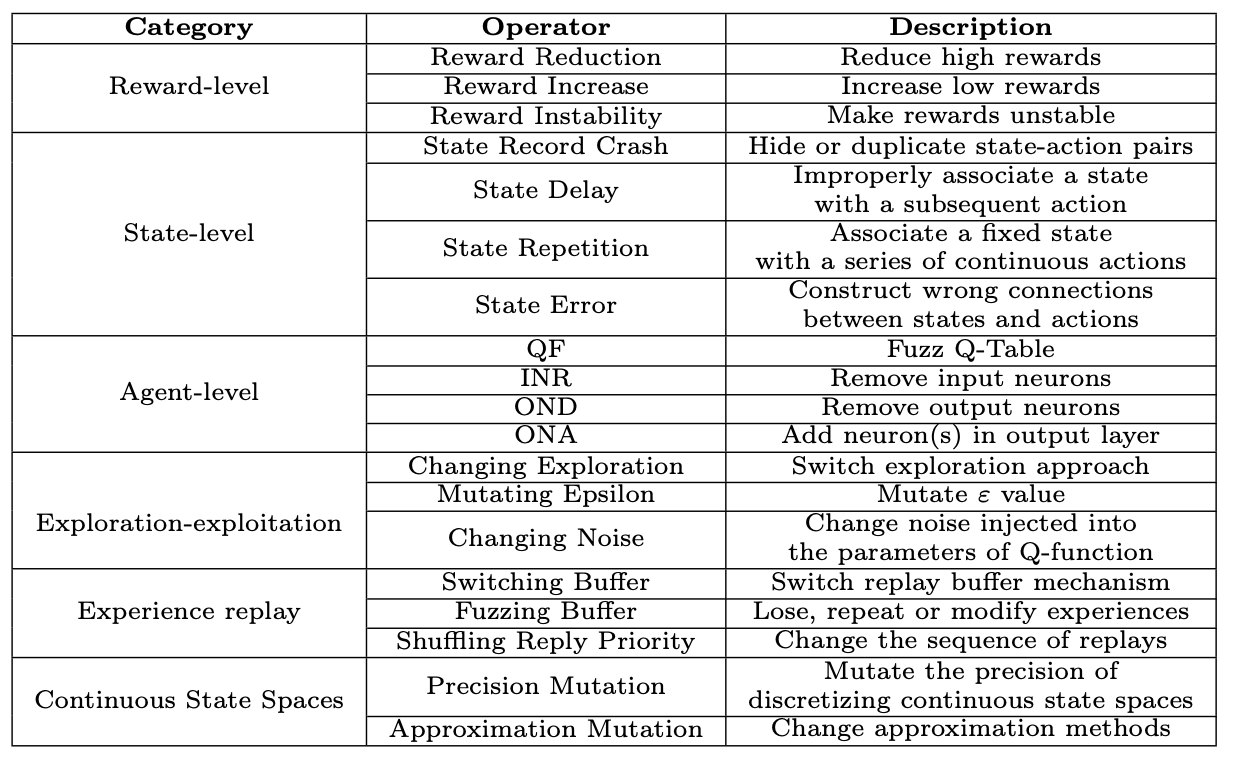 Category Operator Description
Reward-level
Reward Reduction Reduce high rewards
Reward Increase Increase low rewards
Reward Instability Make rewards unstable
State-level
State Record Crash Hide or duplicate state-action pairs
State Delay
Improperly associate a state
with a subsequent action
State Repetition
Associate a fixed state
with a series of continuous actions
State Error
Construct wrong connections
between states and actions
Agent-level
QF Fuzz Q-Table
INR Remove input neurons
OND Remove output neurons
ONA Add neuron(s) in output layer
Exploration-exploitation
Changing Exploration Switch exploration approach
Mutating Epsilon Mutate ε value
Changing Noise
Change noise injected into
the parameters of Q-function
Experience replay
Switching Buffer Switch replay buffer mechanism
Fuzzing Buffer Lose, repeat or modify experiences
Shuffling Reply Priority Change the sequence of replays
Continuous State Spaces
Precision Mutation
Mutate the precision of
discretizing continuous state spaces
Approximation Mutation Change approximation methods